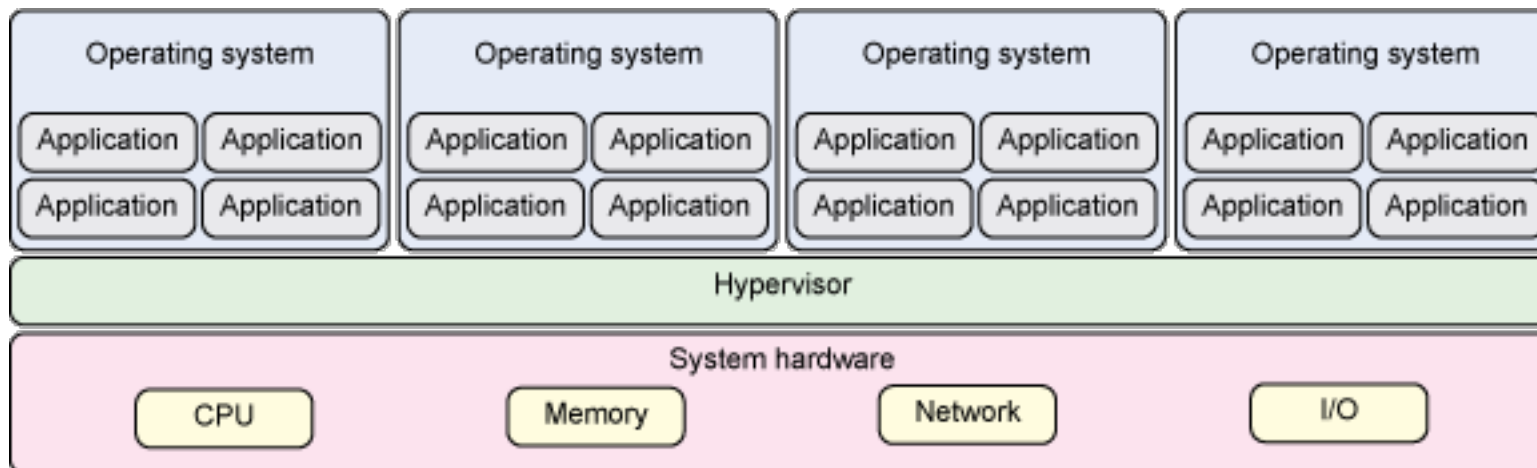 Operating system Operating system Operating system Operating system
Application Application Application Application Application Application Application Application
Application Application Application Application Application Application Application Application
Hypervisor
System hardware
CPU Memory Network I/O